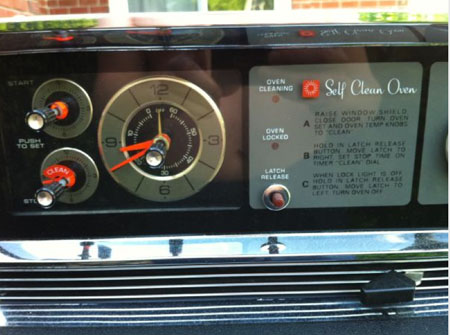 START
PUSH
TO SET
CLEAN
STOP
12
3
6
9
OFF
OVEN
CLEANING
OVEN
LOCKED
LATCH
RELEASE
Self Clean Oven
A RAISE WINDOW SHIELD,
CLOSE DOOR, TURN OVEN
SET AND OVEN TEMP KNOBS
TO "CLEAN"
B HOLD IN LATCH RELEASE
BUTTON, MOVE LATCH TO
RIGHT, SET STOP TIME ON
TIMER "CLEAN" DIAL
C WHEN LOCK LIGHT IS OFF,
HOLD IN LATCH RELEASE
BUTTON, MOVE LATCH TO
LEFT, TURN OVEN OFF